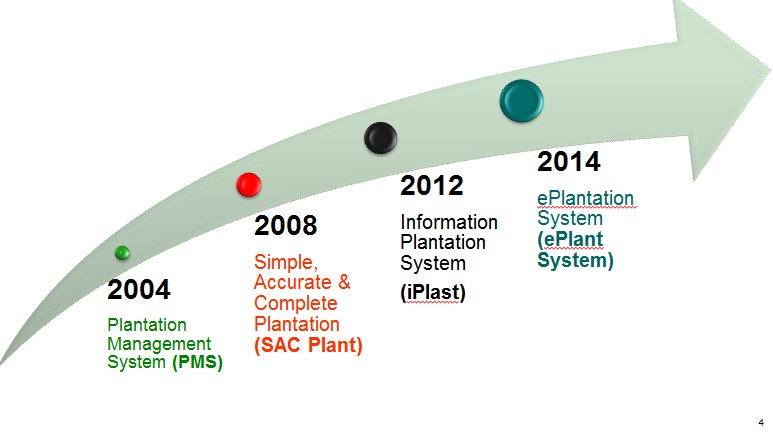 2004
Plantation
Management
System (PMS)
2008
Simple,
Accurate &
Complete
Plantation
(SAC Plant)
2012
Information
Plantation
System
(iPlast)
2014
ePlantation
System
(ePlant
System)
4